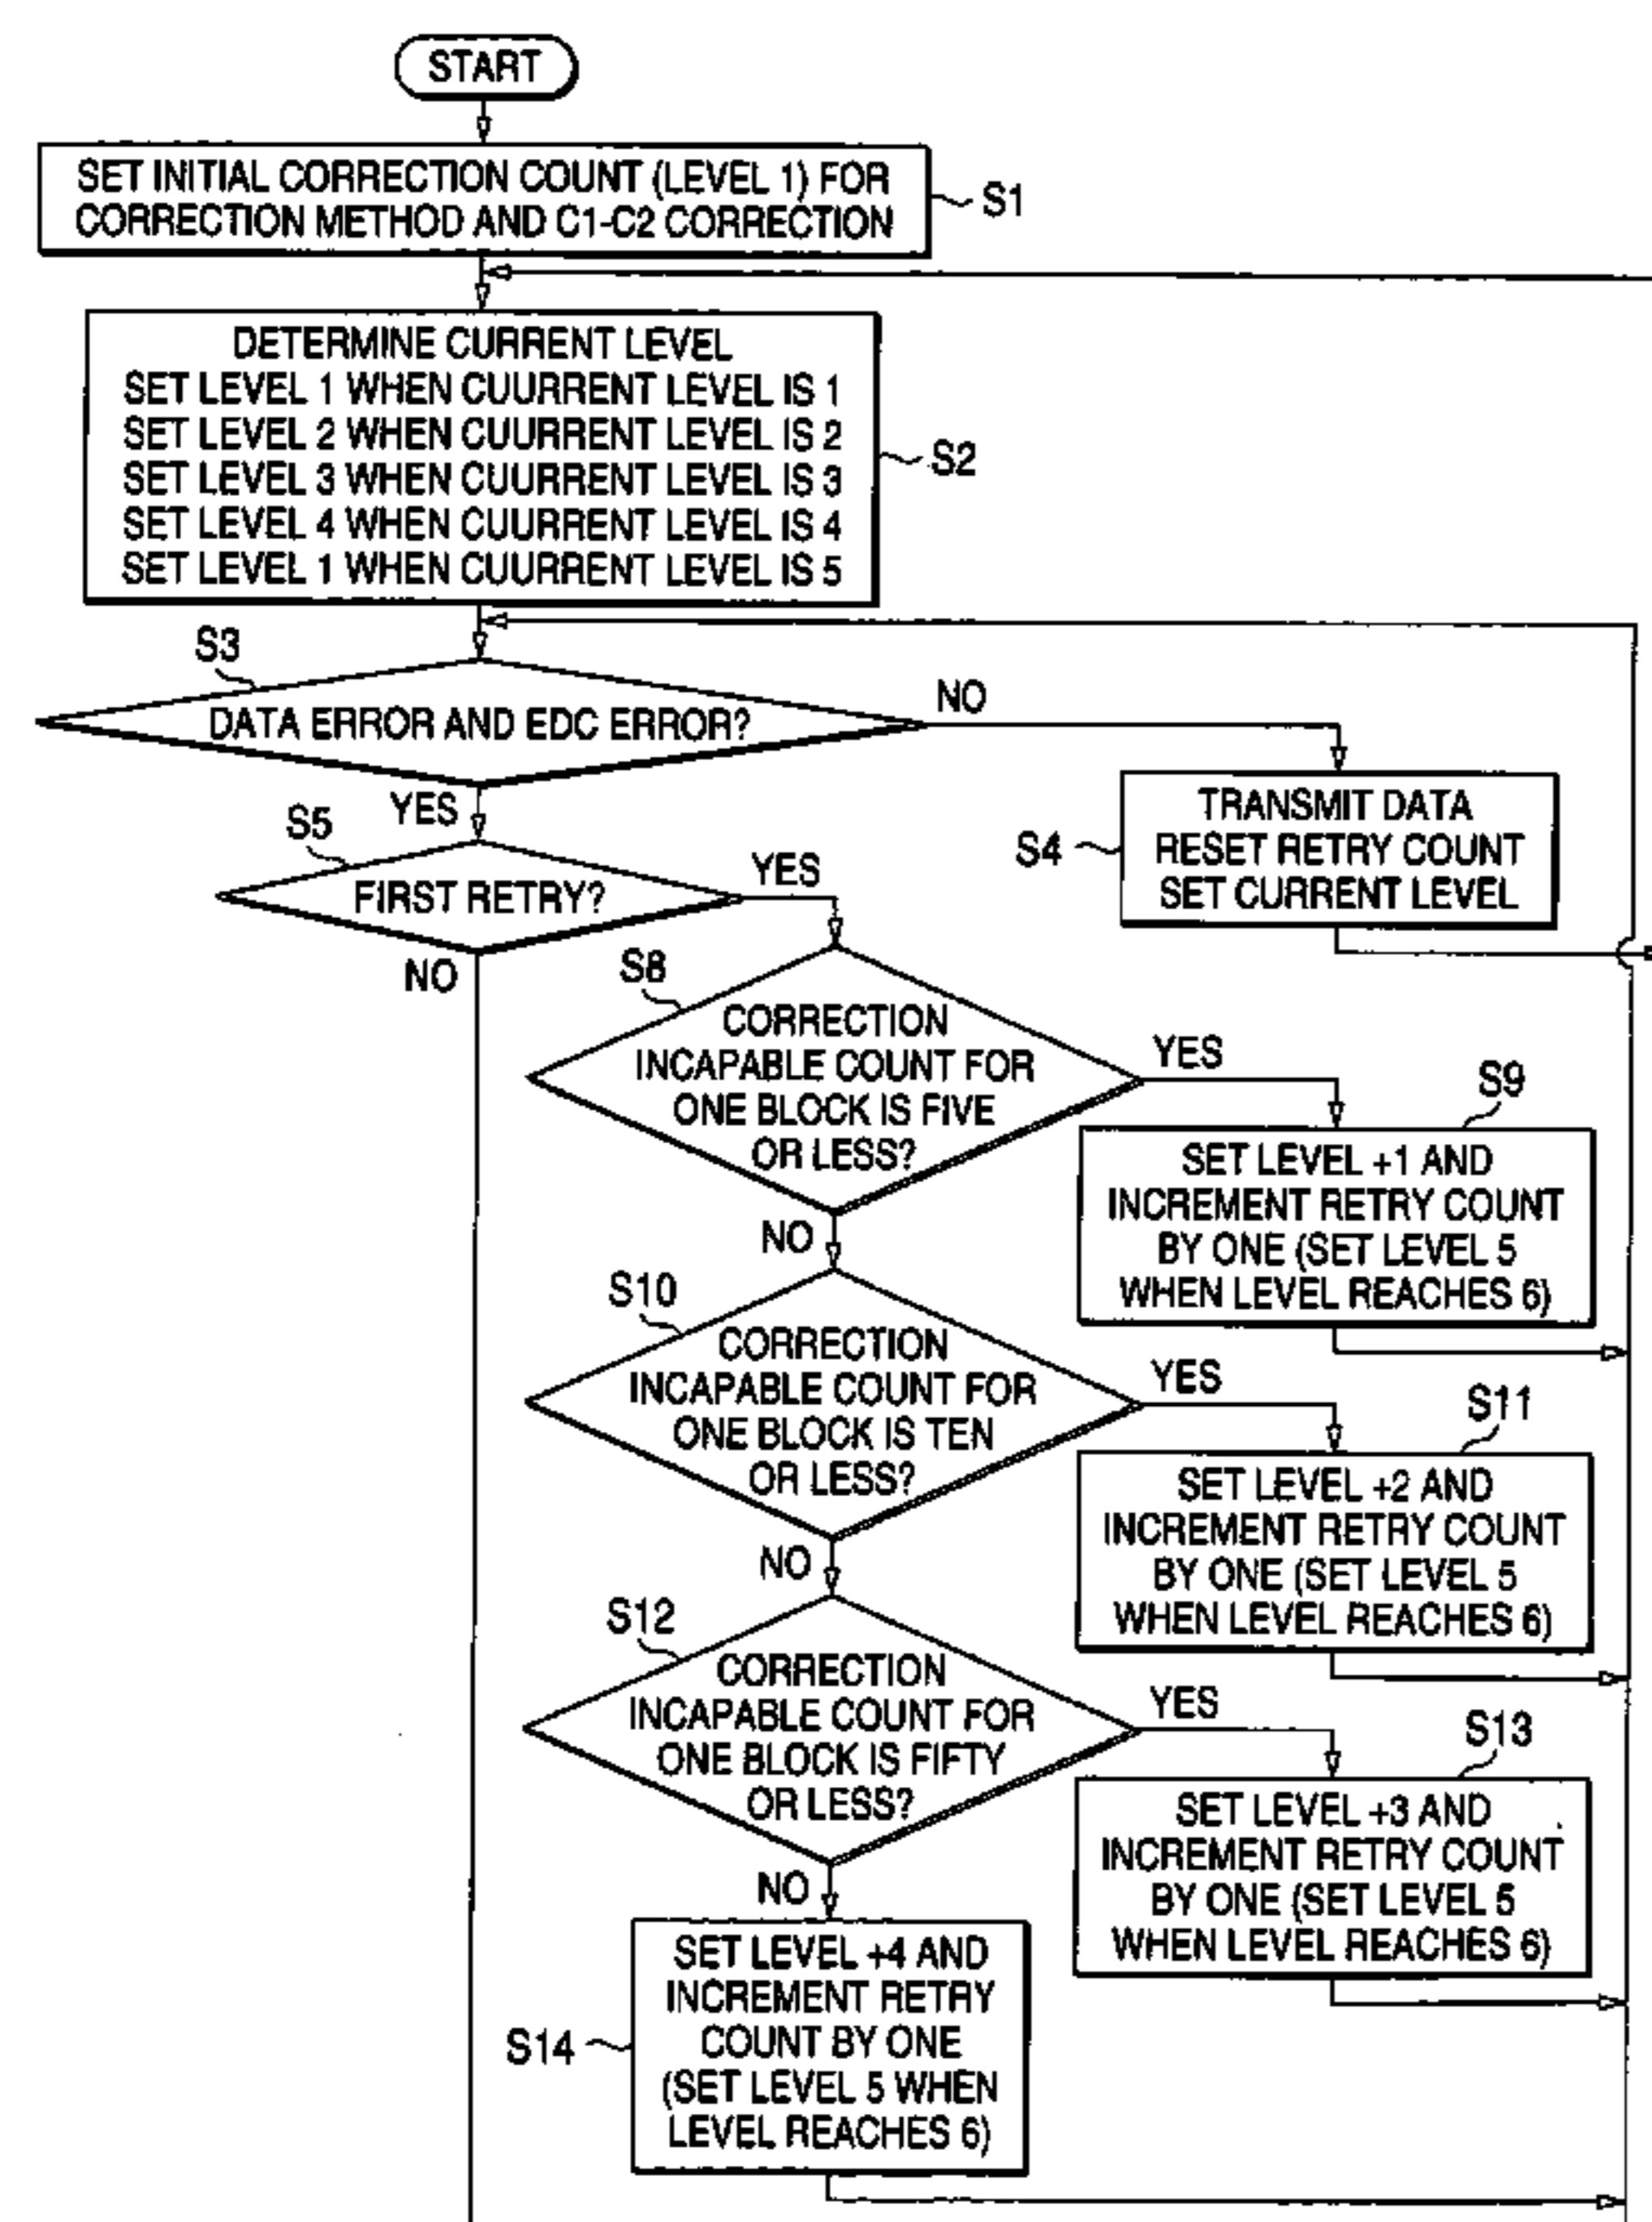 START
SET INITIAL CORRECTION COUNT (LEVEL 1) FOR
CORRECTION METHOD AND C1-C2 CORRECTION
S1
DETERMINE CURRENT LEVEL
SET LEVEL 1 WHEN CUURRENT LEVEL IS 1
SET LEVEL 2 WHEN CUURRENT LEVEL IS 2
SET LEVEL 3 WHEN CUURRENT LEVEL IS 3
SET LEVEL 4 WHEN CUURRENT LEVEL IS 4
SET LEVEL 1 WHEN CUURRENT LEVEL IS 5
S2
S3
DATA ERROR AND EDC ERROR?
NO
YES
TRANSMIT DATA
RESET RETRY COUNT
SET CURRENT LEVEL
S4
S5
FIRST RETRY?
YES
NO
S8
CORRECTION
INCAPABLE COUNT FOR
ONE BLOCK IS FIVE
OR LESS?
YES
NO
S9
SET LEVEL +1 AND
INCREMENT RETRY COUNT
BY ONE (SET LEVEL 5
WHEN LEVEL REACHES 6)
S10
CORRECTION
INCAPABLE COUNT FOR
ONE BLOCK IS TEN
OR LESS?
YES
NO
S11
SET LEVEL +2 AND
INCREMENT RETRY COUNT
BY ONE (SET LEVEL 5
WHEN LEVEL REACHES 6)
S12
CORRECTION
INCAPABLE COUNT FOR
ONE BLOCK IS FIFTY
OR LESS?
YES
NO
S13
SET LEVEL +3 AND
INCREMENT RETRY COUNT
BY ONE (SET LEVEL 5
WHEN LEVEL REACHES 6)
SET LEVEL +4 AND
INCREMENT RETRY
COUNT BY ONE
(SET LEVEL 5 WHEN
LEVEL REACHES 6)
S14